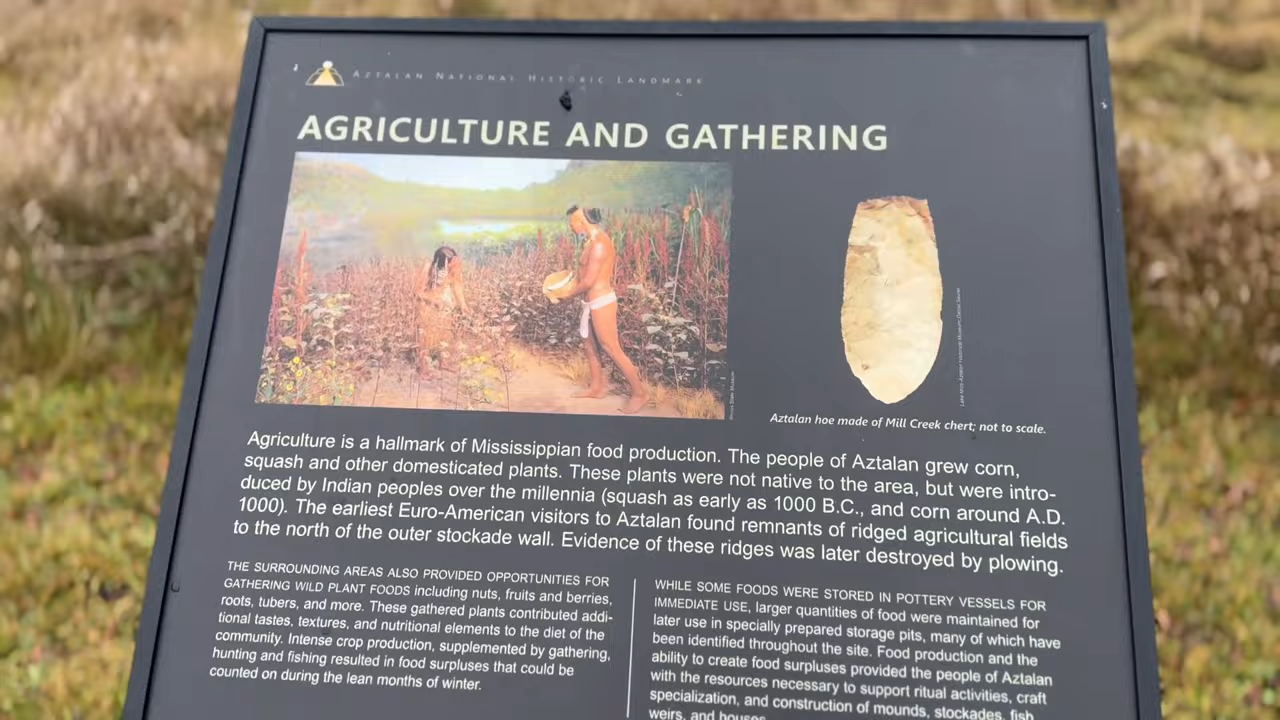 AZTALAN NATIONAL HISTORIC LANDMARK
AGRICULTURE AND GATHERING
Aztalan hoe made of Mill Creek chert; not to scale.
Agriculture is a hallmark of Mississippian food production. The people of Aztalan grew corn,
squash and other domesticated plants. These plants were not native to the area, but were intro-
duced by Indian peoples over the millennia (squash as early as 1000 B.C., and corn around A.D.
1000). The earliest Euro-American visitors to Aztalan found remnants of ridged agricultural fields
to the north of the outer stockade wall. Evidence of these ridges was later destroyed by plowing.
THE SURROUNDING AREAS ALSO PROVIDED OPPORTUNITIES FOR
GATHERING WILD PLANT FOODS including nuts, fruits and berries,
roots, tubers, and more. These gathered plants contributed addi-
tional tastes, textures, and nutritional elements to the diet of the
community. Intense crop production, supplemented by gathering,
hunting and fishing resulted in food surpluses that could be
counted on during the lean months of winter.
WHILE SOME FOODS WERE STORED IN POTTERY VESSELS FOR
IMMEDIATE USE, larger quantities of food were maintained for
later use in specially prepared storage pits, many of which have
been identified throughout the site. Food production and the
ability to create food surpluses provided the people of Aztalan
with the resources necessary to support ritual activities, craft
specialization, and construction of mounds, stockades, fish
weirs, and houses.